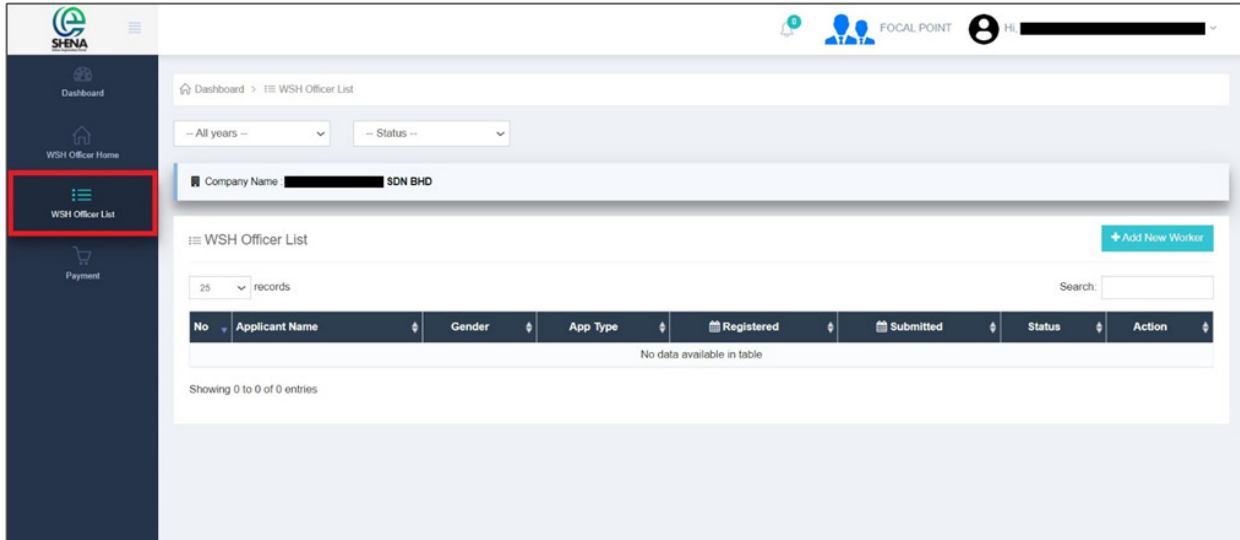 SHENA
0
FOCAL POINT
Hi,
Dashboard
WSH Officer Home
WSH Officer List
Payment
Dashboard > WSH Officer List
-- All years --
-- Status --
Company Name : SDN BHD
WSH Officer List
+ Add New Worker
25 records
Search:
No Applicant Name Gender App Type Registered Submitted Status Action
No data available in table
Showing 0 to 0 of 0 entries